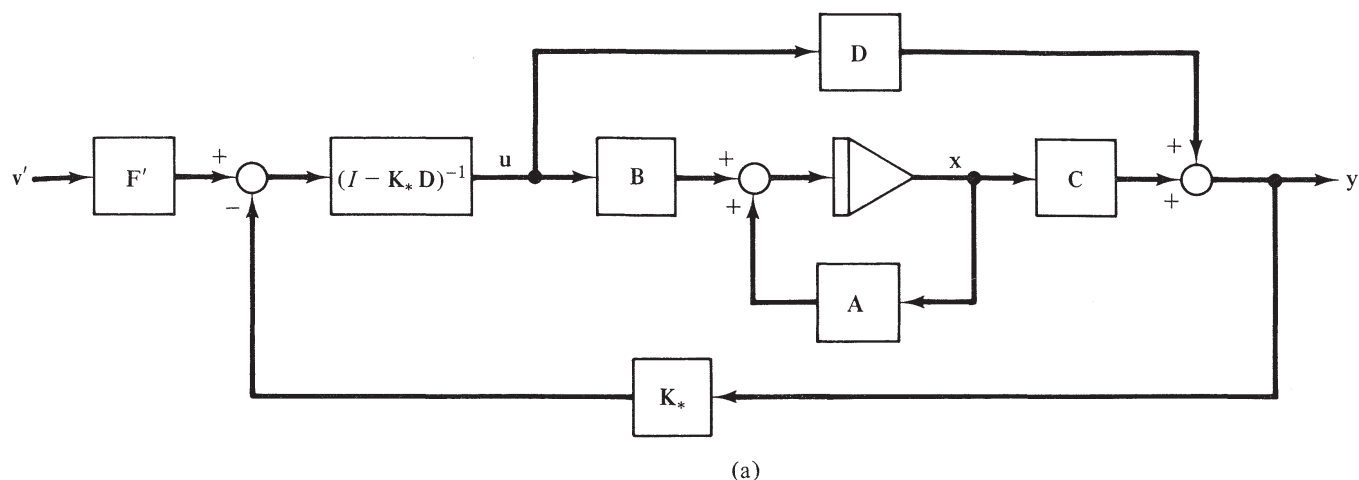 D
v' F' + − (I − K* D)⁻¹ u B + + x C + + y
A
K*
(a)